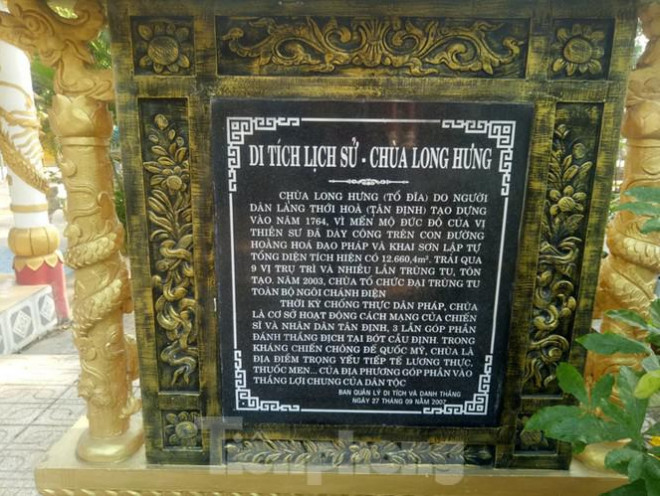 DI TÍCH LỊCH SỬ - CHÙA LONG HƯNG
CHÙA LONG HƯNG (TỔ ĐỈA) DO NGƯỜI
DÂN LÀNG THỚI HOÀ (TÂN ĐỊNH) TẠO DỰNG
VÀO NĂM 1764, VÌ MẾN MỘ ĐỨC ĐỘ CỦA VỊ
THIỀN SƯ ĐÃ DÀY CÔNG TRÊN CON ĐƯỜNG
HOẰNG HOÁ ĐẠO PHÁP VÀ KHAI SƠN LẬP TỰ
TỔNG DIỆN TÍCH HIỆN CÓ 12.660,4m². TRẢI QUA
9 VỊ TRỤ TRÌ VÀ NHIỀU LẦN TRÙNG TU, TÔN
TẠO. NĂM 2003, CHÙA TỔ CHỨC ĐẠI TRÙNG TU
TOÀN BỘ NGÔI CHÁNH ĐIỆN
THỜI KỲ CHỐNG THỰC DÂN PHÁP, CHÙA
LÀ CƠ SỞ HOẠT ĐỘNG CÁCH MẠNG CỦA CHIẾN
SĨ VÀ NHÂN DÂN TÂN ĐỊNH, 3 LẦN GÓP PHẦN
ĐÁNH THẮNG ĐỊCH TẠI BÓT CẦU ĐỊNH. TRONG
KHÁNG CHIẾN CHỐNG ĐẾ QUỐC MỸ, CHÙA LÀ
ĐỊA ĐIỂM TRỌNG YẾU TIẾP TẾ LƯƠNG THỰC,
THUỐC MEN... CỦA ĐỊA PHƯƠNG GÓP PHẦN VÀO
THẮNG LỢI CHUNG CỦA DÂN TỘC
BAN QUẢN LÝ DI TÍCH VÀ DANH THẮNG
NGÀY 27 THÁNG 09 NĂM 2007
Tienphong